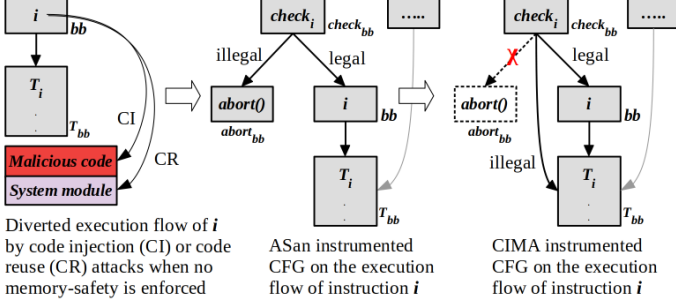 i
bb
T_i
.
.
T_bb
CI
CR
Malicious code
System module
Diverted execution flow of i
by code injection (CI) or code
reuse (CR) attacks when no
memory-safety is enforced
check_i
check_bb
.....
illegal
legal
abort()
abort_bb
i
bb
T_i
.
.
T_bb
ASan instrumented
CFG on the execution
flow of instruction i
check_i
check_bb
.....
X
legal
abort()
abort_bb
i
bb
illegal
T_i
.
.
T_bb
CIMA instrumented
CFG on the execution
flow of instruction i